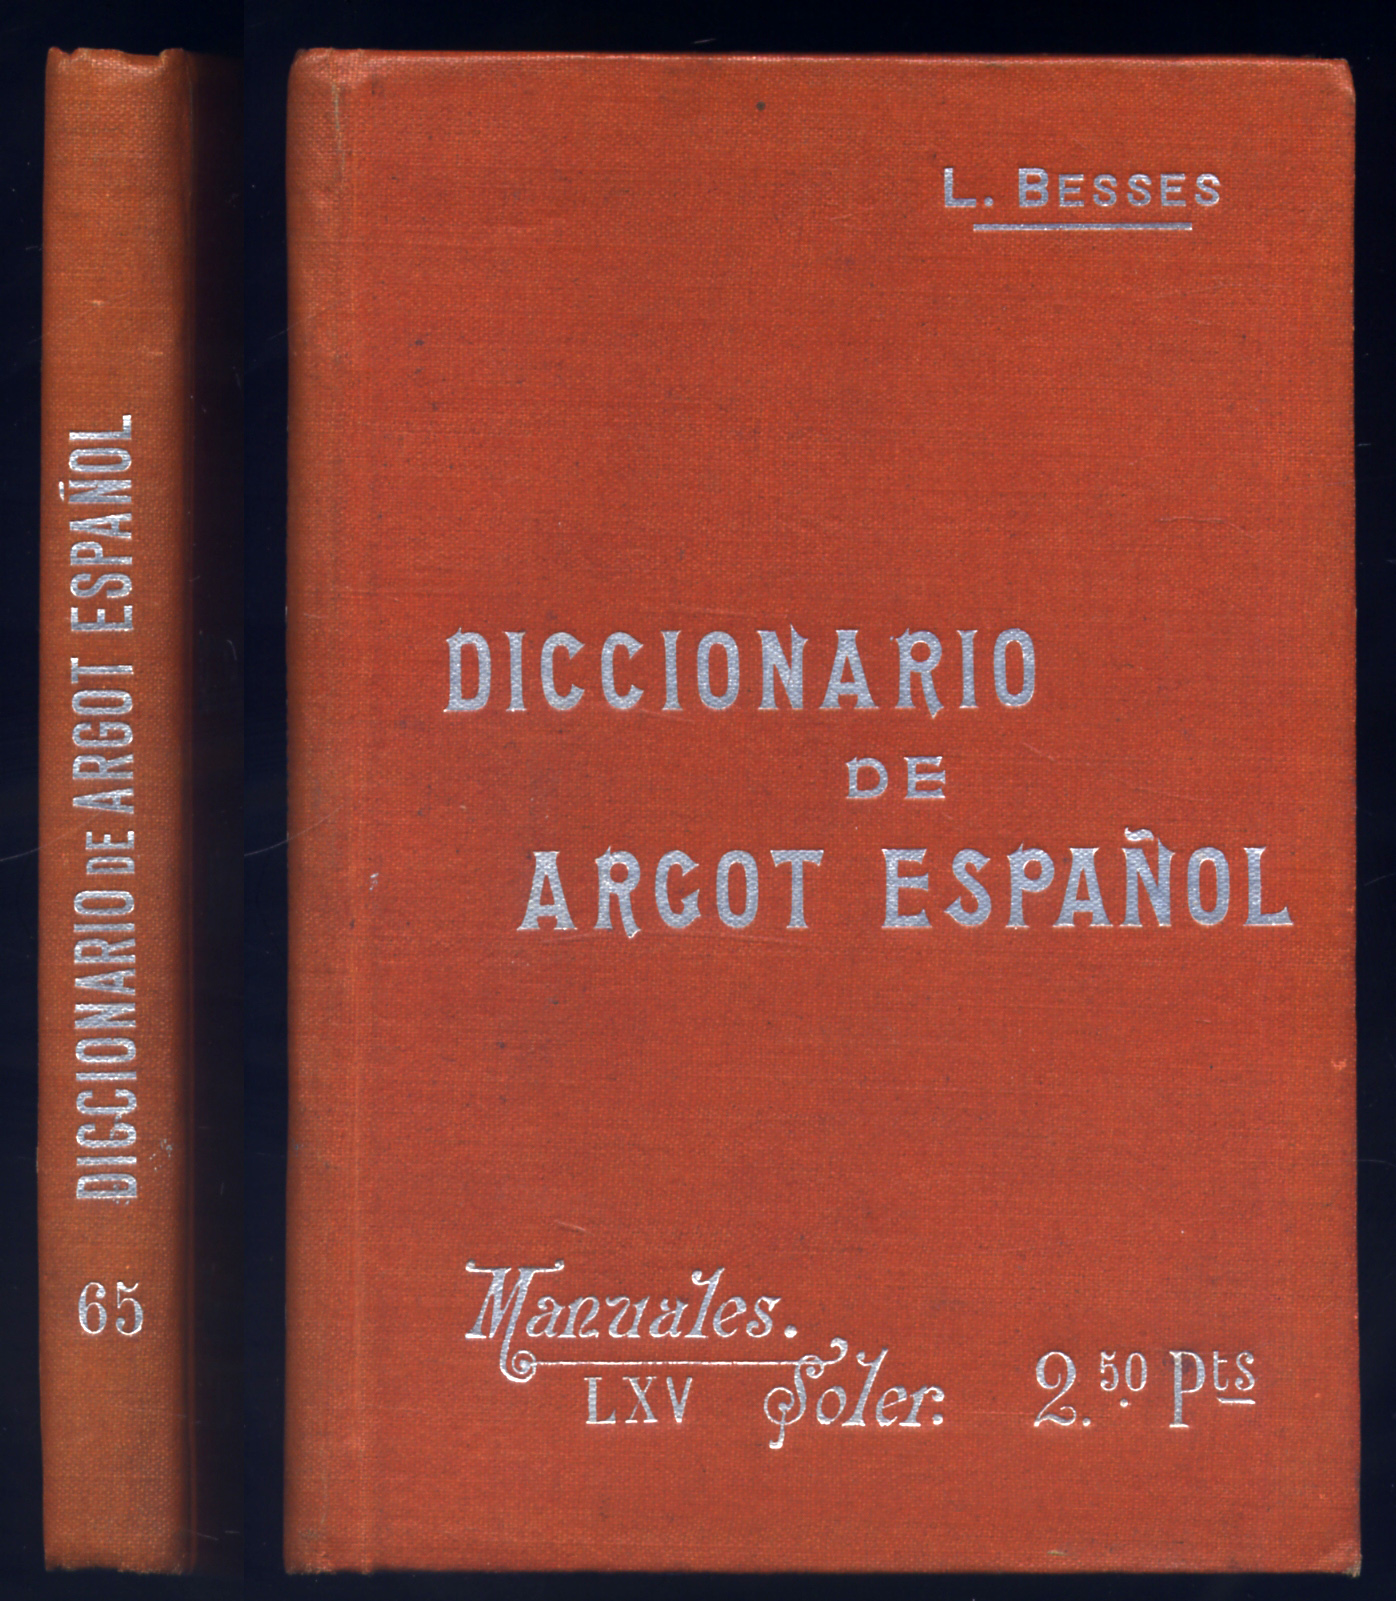 DICCIONARIO DE ARGOT ESPAÑOL
65
L. BESSES
DICCIONARIO
DE
ARGOT ESPAÑOL
Manuales.
LXV Soler.
2.50 Pts